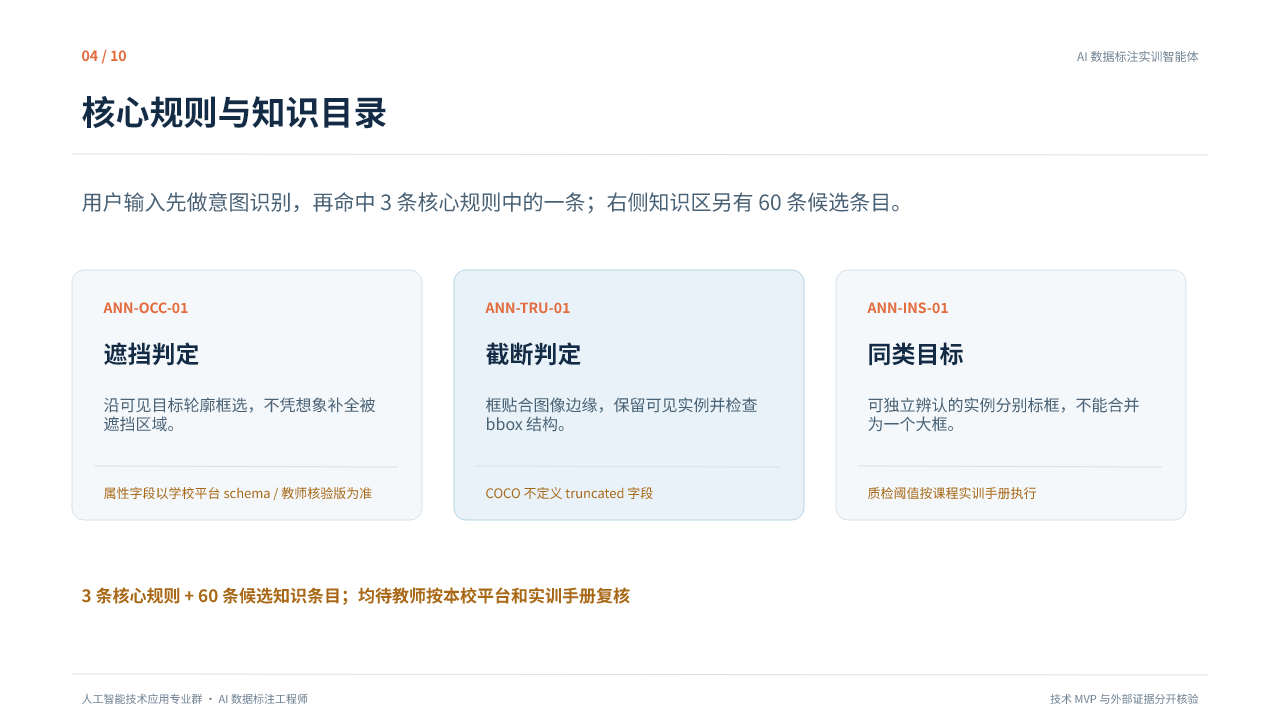 04 / 10
AI 数据标注实训智能体
核心规则与知识目录
用户输入先做意图识别，再命中 3 条核心规则中的一条；右侧知识区另有 60 条候选条目。
ANN-OCC-01
遮挡判定
沿可见目标轮廓框选，不凭想象补全被
遮挡区域。
属性字段以学校平台 schema / 教师核验版为准
ANN-TRU-01
截断判定
框贴合图像边缘，保留可见实例并检查
bbox 结构。
COCO 不定义 truncated 字段
ANN-INS-01
同类目标
可独立辨认的实例分别标框，不能合并
为一个大框。
质检阈值按课程实训手册执行
3 条核心规则 + 60 条候选知识条目；均待教师按本校平台和实训手册复核
人工智能技术应用专业群 · AI 数据标注工程师
技术 MVP 与外部证据分开核验